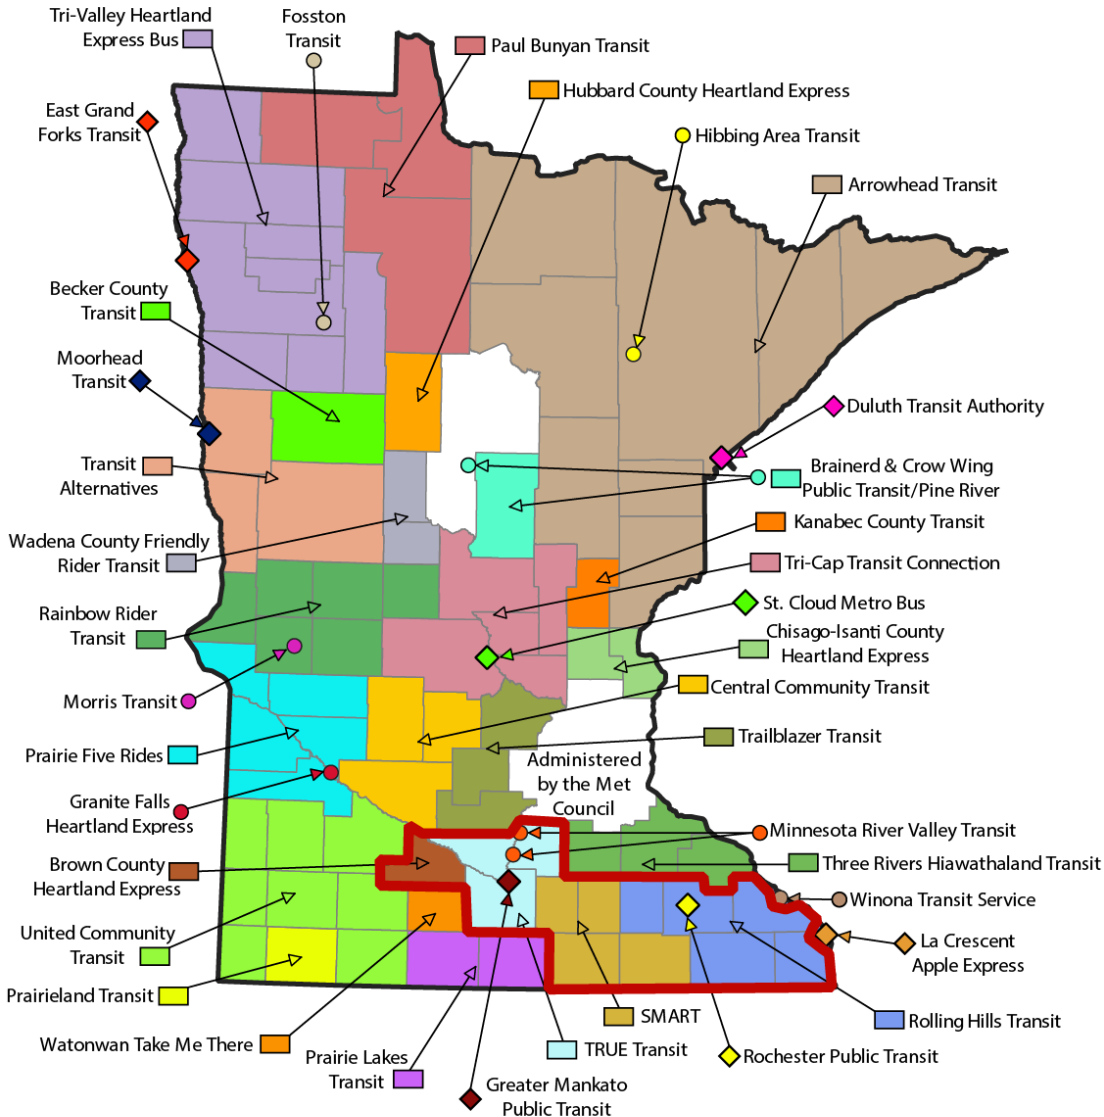 Tri-Valley Heartland
Express Bus
Fosston
Transit
Paul Bunyan Transit
Hubbard County Heartland Express
East Grand
Forks Transit
Hibbing Area Transit
Arrowhead Transit
Becker County
Transit
Moorhead
Transit
Duluth Transit Authority
Transit
Alternatives
Brainerd & Crow Wing
Public Transit/Pine River
Kanabec County Transit
Wadena County Friendly
Rider Transit
Tri-Cap Transit Connection
St. Cloud Metro Bus
Rainbow Rider
Transit
Chisago-Isanti County
Heartland Express
Morris Transit
Central Community Transit
Prairie Five Rides
Trailblazer Transit
Administered
by the Met
Council
Granite Falls
Heartland Express
Minnesota River Valley Transit
Brown County
Heartland Express
Three Rivers Hiawathaland Transit
Winona Transit Service
United Community
Transit
La Crescent
Apple Express
Prairieland Transit
SMART
Rolling Hills Transit
Watonwan Take Me There
TRUE Transit
Rochester Public Transit
Prairie Lakes
Transit
Greater Mankato
Public Transit